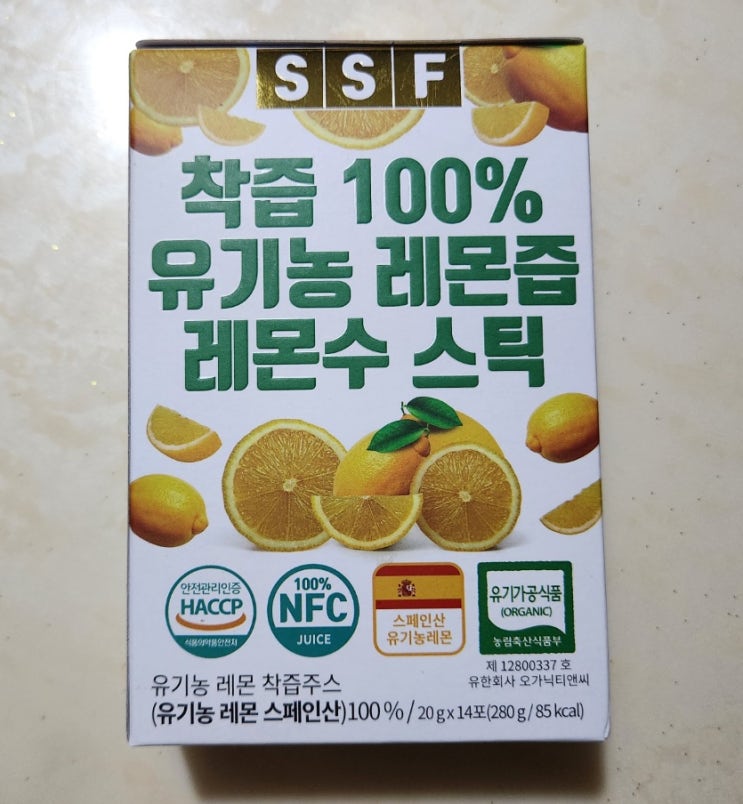 SSF
착즙 100%
유기농 레몬즙
레몬수 스틱
안전관리인증
HACCP
식품의약품안전처
100%
NFC
JUICE
스페인산
유기농레몬
유기가공식품
(ORGANIC)
농림축산식품부
제 12800337 호
유한회사 오가닉티앤씨
유기농 레몬 착즙주스
(유기농 레몬 스페인산)100 % / 20 g x 14포(280 g / 85 kcal)